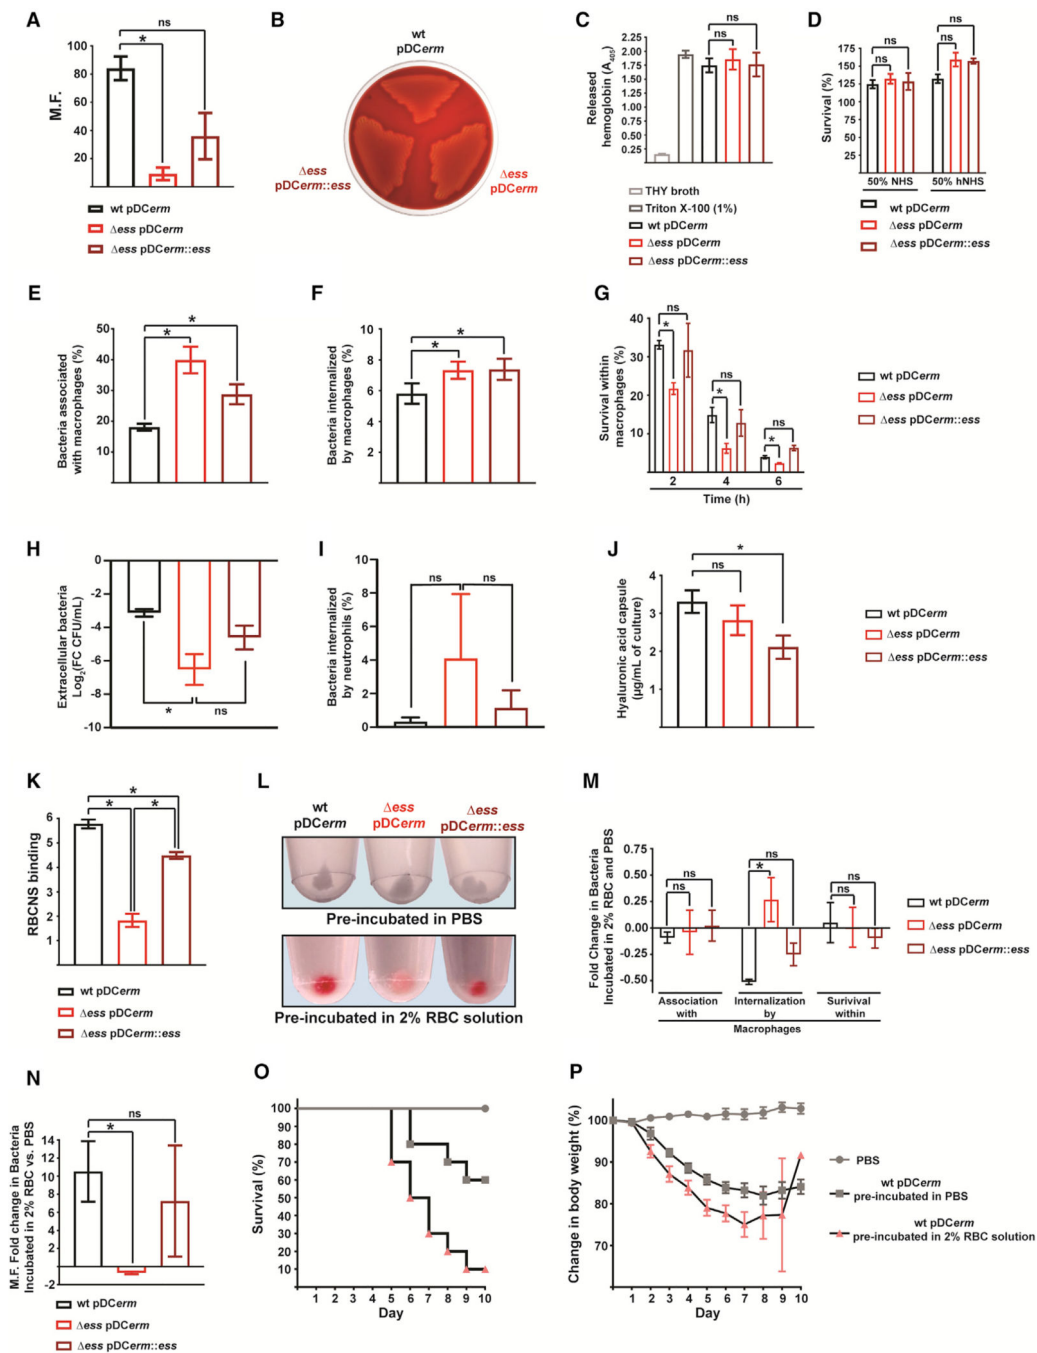 A
M.F.
100
80
60
40
20
*
ns
wt pDCerm
Δess pDCerm
Δess pDCerm::ess
B
wt
pDCerm
Δess
pDCerm::ess
Δess
pDCerm
C
Released
hemoglobin (A405)
2.25
2.00
1.75
1.50
1.25
1.00
0.75
0.50
0.25
ns
ns
THY broth
Triton X-100 (1%)
wt pDCerm
Δess pDCerm
Δess pDCerm::ess
D
Survival (%)
175
150
125
100
75
50
25
ns
ns
ns
ns
50% NHS
50% hNHS
wt pDCerm
Δess pDCerm
Δess pDCerm::ess
E
Bacteria associated
with macrophages (%)
50
40
30
20
10
*
*
F
Bacteria internalized
by macrophages (%)
10
8
6
4
2
*
*
G
Survival within
macrophages (%)
40
30
20
10
ns
*
ns
*
ns
*
2
4
6
Time (h)
wt pDCerm
Δess pDCerm
Δess pDCerm::ess
H
Extracellular bacteria
Log2(FC CFU/mL)
0
-2
-4
-6
-8
-10
*
ns
I
Bacteria internalized
by neutrophils (%)
10
8
6
4
2
0
ns
ns
J
Hyaluronic acid capsule
(µg/mL of culture)
4
3
2
1
*
ns
wt pDCerm
Δess pDCerm
Δess pDCerm::ess
K
RBCNS binding
6
5
4
3
2
1
*
*
*
wt pDCerm
Δess pDCerm
Δess pDCerm::ess
L
wt
pDCerm
Δess
pDCerm
Δess
pDCerm::ess
Pre-incubated in PBS
Pre-incubated in 2% RBC solution
M
Fold Change in Bacteria
Incubated in 2% RBC and PBS
0.75
0.50
0.25
0.00
-0.25
-0.50
ns
ns
ns
*
ns
ns
Association
with
Internalization
by
Surivival
within
Macrophages
wt pDCerm
Δess pDCerm
Δess pDCerm::ess
N
M.F. Fold change in Bacteria
Incubated in 2% RBC vs. PBS
14
12
10
8
6
4
2
0
-2
ns
*
wt pDCerm
Δess pDCerm
Δess pDCerm::ess
O
Survival (%)
100
90
80
70
60
50
40
30
20
10
1 2 3 4 5 6 7 8 9 10
Day
P
Change in body weight (%)
100
90
80
70
1 2 3 4 5 6 7 8 9 10
Day
PBS
wt pDCerm
pre-incubated in PBS
wt pDCerm
pre-incubated in 2% RBC solution